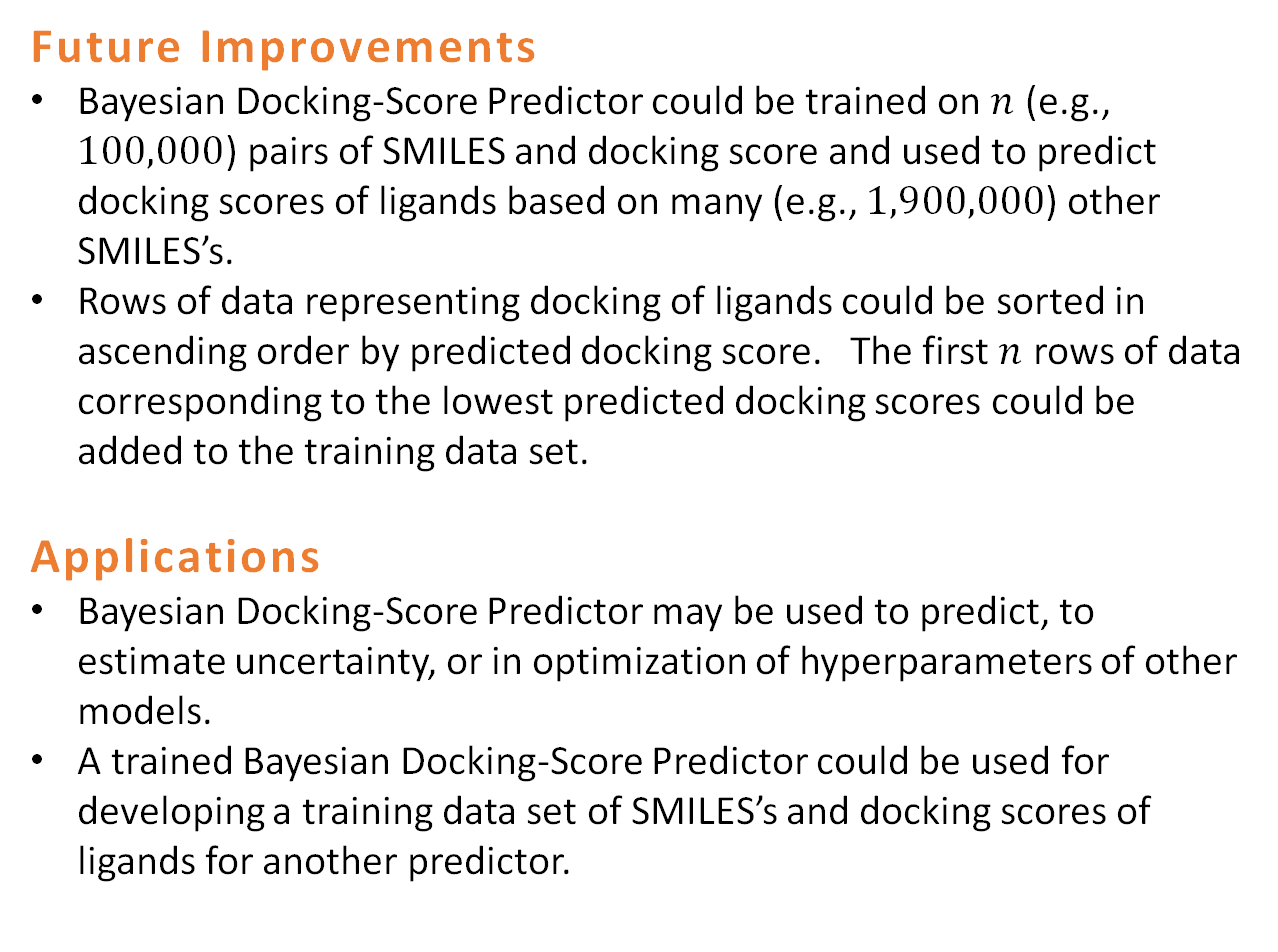 Future Improvements
• Bayesian Docking-Score Predictor could be trained on n (e.g.,
100,000) pairs of SMILES and docking score and used to predict
docking scores of ligands based on many (e.g., 1,900,000) other
SMILES’s.
• Rows of data representing docking of ligands could be sorted in
ascending order by predicted docking score.   The first n rows of data
corresponding to the lowest predicted docking scores could be
added to the training data set.
Applications
• Bayesian Docking-Score Predictor may be used to predict, to
estimate uncertainty, or in optimization of hyperparameters of other
models.
• A trained Bayesian Docking-Score Predictor could be used for
developing a training data set of SMILES’s and docking scores of
ligands for another predictor.